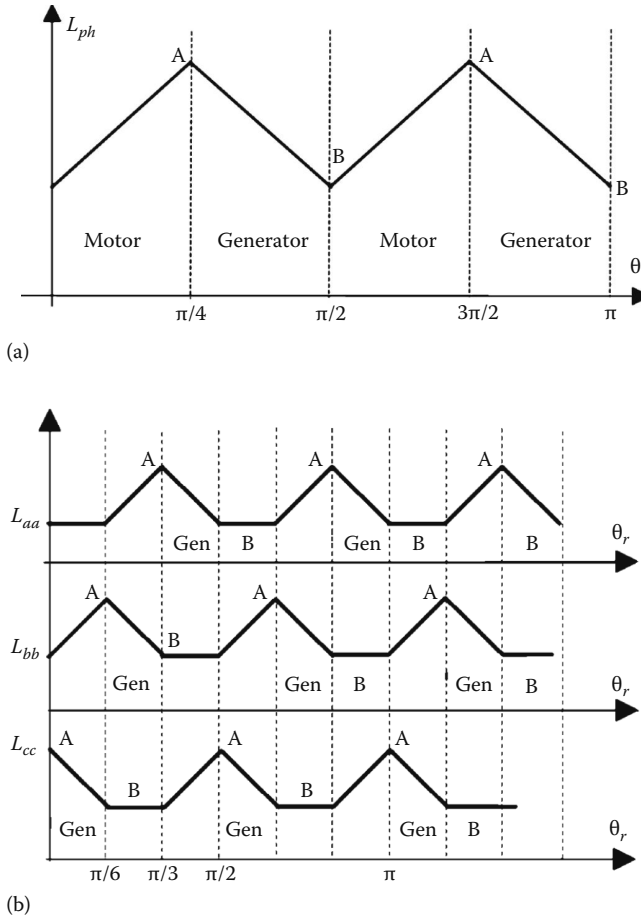 L_ph
A A
B
B
Motor Generator Motor Generator
θ
π/4 π/2 3π/2 π
(a)
A A A
L_aa
Gen B Gen B B
θ_r
A A A
B
L_bb
Gen Gen B Gen B
θ_r
L_cc
A A A
B B
Gen Gen Gen B
θ_r
π/6 π/3 π/2 π
(b)